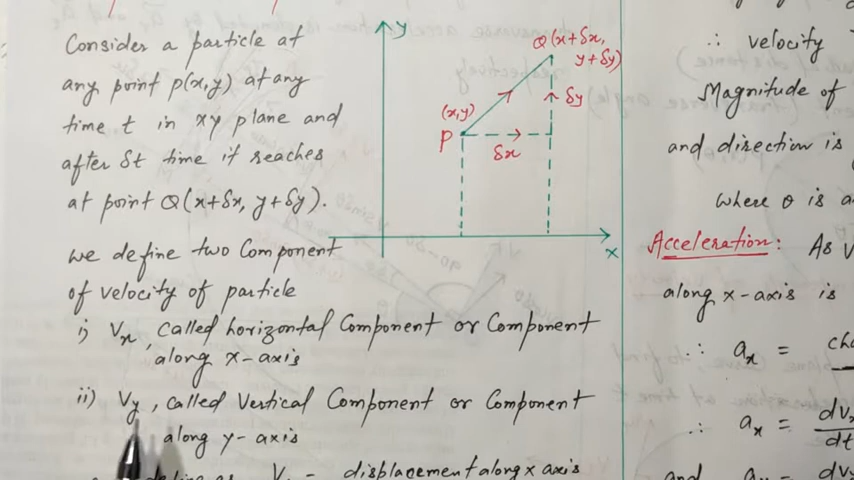 Consider a particle at
any point p(x,y) at any
time t in xy plane and
after δt time it reaches
at point Q(x+δx, y+δy).
we define two Component
of velocity of particle
i) Vx, called horizontal Component or Component
along x-axis
ii) Vy, called Vertical Component or Component
along y-axis
Vx = displacement along x axis
y
Q(x+δx,
y+δy)
(x,y)
P
δy
δx
x
∴ velocity
Magnitude of
and direction is
where θ is
Acceleration: As V
along x-axis is
∴ ax =
∴ ax = dvx
dt
and